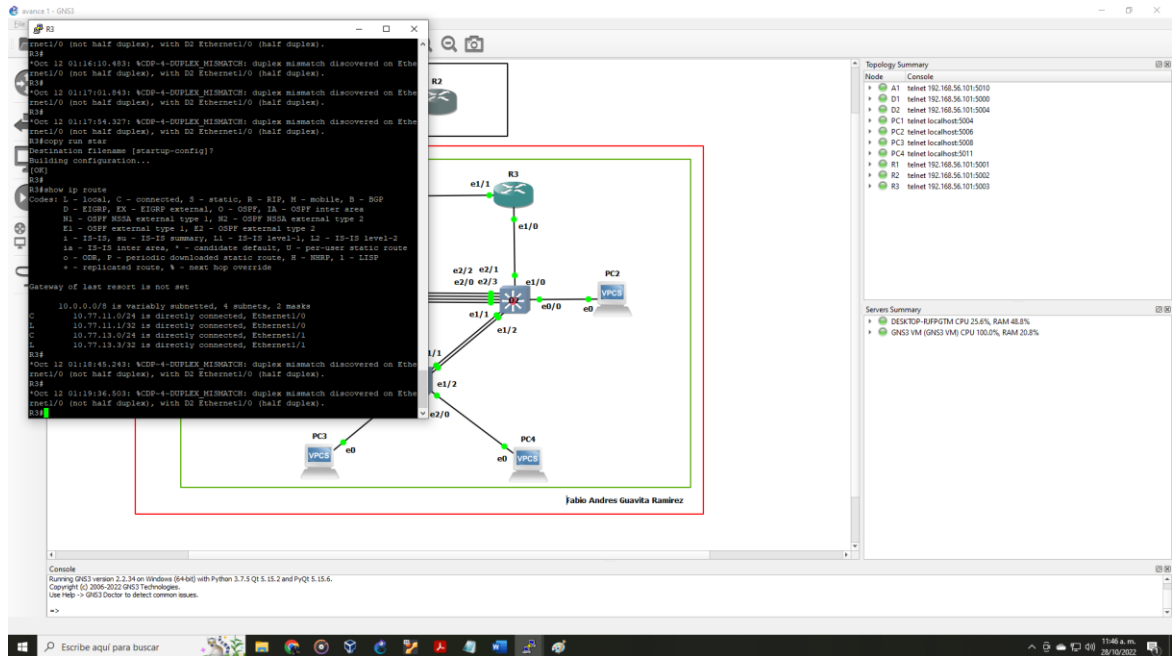 avance 1 - GNS3
R3
rnet1/0 (not half duplex), with D2 Ethernet1/0 (half duplex).
R3#
*Oct 12 01:16:10.483: %CDP-4-DUPLEX_MISMATCH: duplex mismatch discovered on Ethe
rnet1/0 (not half duplex), with D2 Ethernet1/0 (half duplex).
R3#
*Oct 12 01:17:01.843: %CDP-4-DUPLEX_MISMATCH: duplex mismatch discovered on Ethe
rnet1/0 (not half duplex), with D2 Ethernet1/0 (half duplex).
R3#
*Oct 12 01:17:54.327: %CDP-4-DUPLEX_MISMATCH: duplex mismatch discovered on Ethe
rnet1/0 (not half duplex), with D2 Ethernet1/0 (half duplex).
R3#copy run star
Destination filename [startup-config]?
Building configuration...
[OK]
R3#
R3#show ip route
Codes: L - local, C - connected, S - static, R - RIP, M - mobile, B - BGP
D - EIGRP, EX - EIGRP external, O - OSPF, IA - OSPF inter area
N1 - OSPF NSSA external type 1, N2 - OSPF NSSA external type 2
E1 - OSPF external type 1, E2 - OSPF external type 2
i - IS-IS, su - IS-IS summary, L1 - IS-IS level-1, L2 - IS-IS level-2
ia - IS-IS inter area, * - candidate default, U - per-user static route
o - ODR, P - periodic downloaded static route, H - NHRP, l - LISP
+ - replicated route, % - next hop override
Gateway of last resort is not set
10.0.0.0/8 is variably subnetted, 4 subnets, 2 masks
C 10.77.11.0/24 is directly connected, Ethernet1/0
L 10.77.11.1/32 is directly connected, Ethernet1/0
C 10.77.13.0/24 is directly connected, Ethernet1/1
L 10.77.13.3/32 is directly connected, Ethernet1/1
R3#
*Oct 12 01:18:45.243: %CDP-4-DUPLEX_MISMATCH: duplex mismatch discovered on Ethe
rnet1/0 (not half duplex), with D2 Ethernet1/0 (half duplex).
R3#
*Oct 12 01:19:36.503: %CDP-4-DUPLEX_MISMATCH: duplex mismatch discovered on Ethe
rnet1/0 (not half duplex), with D2 Ethernet1/0 (half duplex).
R3#
R2
R3
e1/1
e1/0
e2/2 e2/1
e2/0 e2/3
e1/0
PC2
VPCS
D2
e0/0
e0
e1/1
e1/2
1/1
e1/2
e2/0
PC3
VPCS
e0
PC4
e0
VPCS
Fabio Andres Guavita Ramirez
Topology Summary
Node Console
A1 telnet 192.168.56.101:5010
D1 telnet 192.168.56.101:5000
D2 telnet 192.168.56.101:5004
PC1 telnet localhost:5004
PC2 telnet localhost:5006
PC3 telnet localhost:5008
PC4 telnet localhost:5011
R1 telnet 192.168.56.101:5001
R2 telnet 192.168.56.101:5002
R3 telnet 192.168.56.101:5003
Servers Summary
DESKTOP-RJFPGTM CPU 25.6%, RAM 48.8%
GNS3 VM (GNS3 VM) CPU 100.0%, RAM 20.8%
Console
Running GNS3 version 2.2.34 on Windows (64-bit) with Python 3.7.5 Qt 5.15.2 and PyQt 5.15.6.
Copyright (c) 2006-2022 GNS3 Technologies.
Use Help -> GNS3 Doctor to detect common issues.
=>
Escribe aquí para buscar
11:46 a. m.
28/10/2022